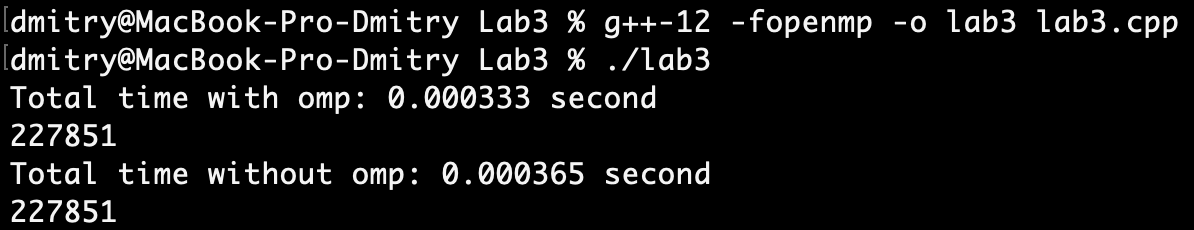 [dmitry@MacBook-Pro-Dmitry Lab3 % g++-12 -fopenmp -o lab3 lab3.cpp
[dmitry@MacBook-Pro-Dmitry Lab3 % ./lab3
Total time with omp: 0.000333 second
227851
Total time without omp: 0.000365 second
227851